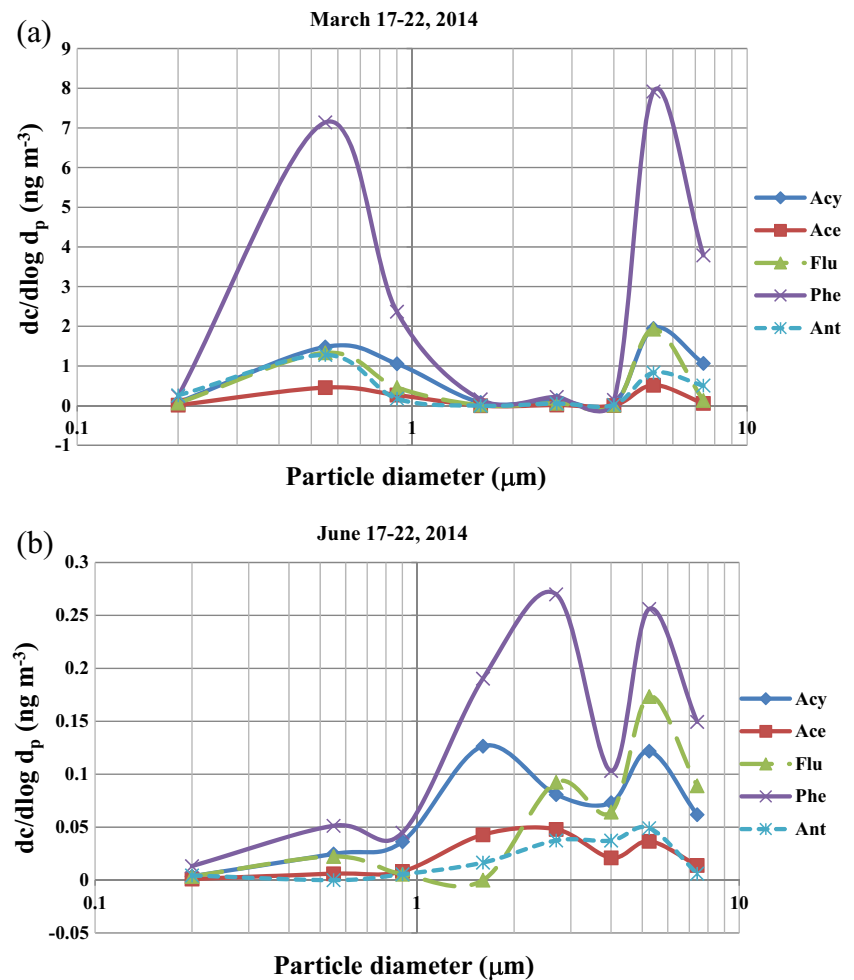 (a)
March 17-22, 2014
9
8
7
6
5
4
3
2
1
0
-1
0.1
1
10
dc/dlog dp (ng m-3)
Particle diameter (μm)
Acy
Ace
Flu
Phe
Ant
(b)
June 17-22, 2014
0.3
0.25
0.2
0.15
0.1
0.05
0
-0.05
0.1
1
10
dc/dlog dp (ng m-3)
Particle diameter (μm)
Acy
Ace
Flu
Phe
Ant